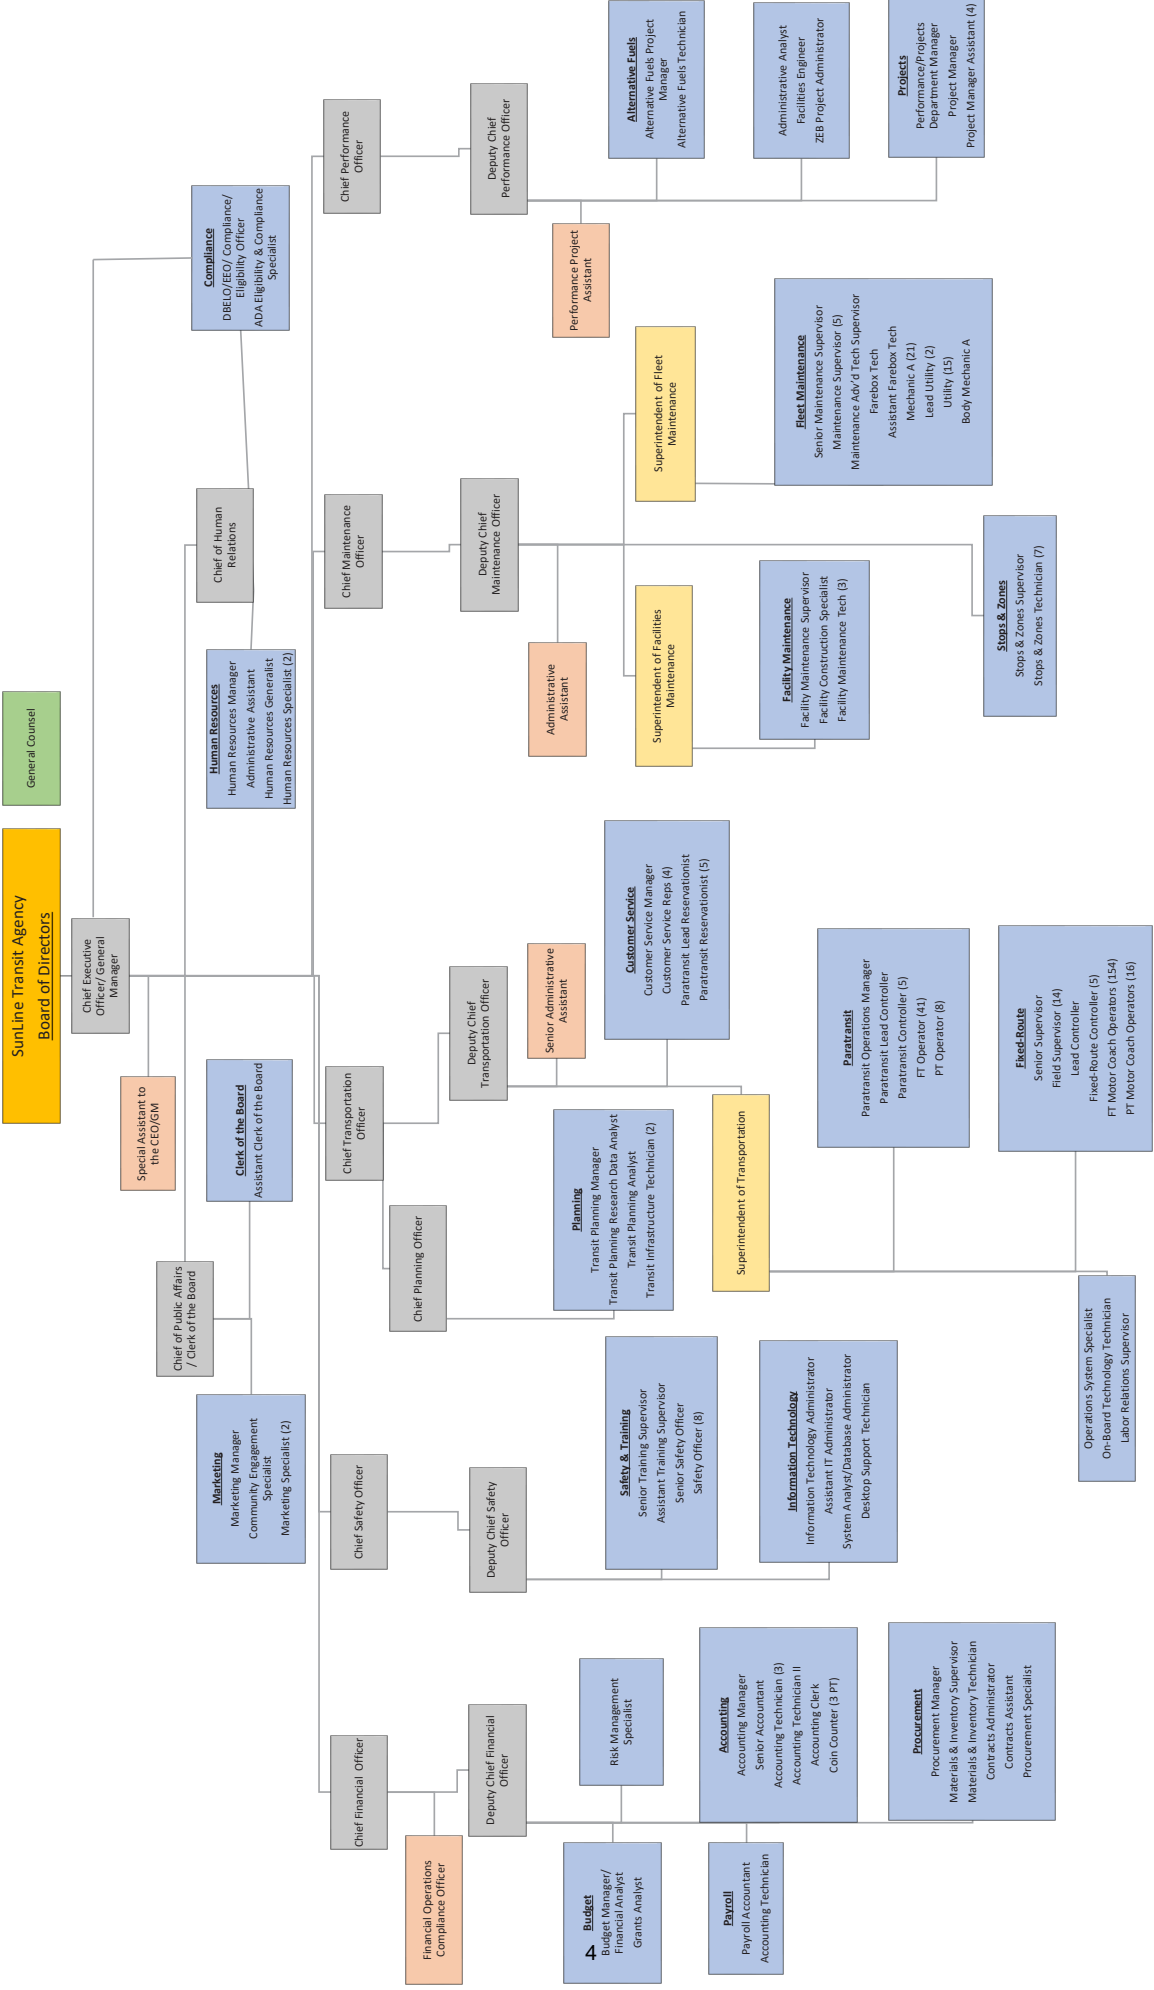 SunLine Transit Agency
Board of Directors
General Counsel
Chief Executive
Officer/ General
Manager
Special Assistant to
the CEO/GM
Chief of Public Affairs
/ Clerk of the Board
Marketing
Marketing Manager
Community Engagement
Specialist
Marketing Specialist (2)
Clerk of the Board
Assistant Clerk of the Board
Chief of Human
Relations
Human Resources
Human Resources Manager
Administrative Assistant
Human Resources Generalist
Human Resources Specialist (2)
Compliance
DBELO/EEO/ Compliance/
Eligibility Officer
ADA Eligibility & Compliance
Specialist
Chief Financial Officer
Financial Operations
Compliance Officer
Deputy Chief Financial
Officer
Budget
Budget Manager/
Financial Analyst
Grants Analyst
4
Risk Management
Specialist
Payroll
Payroll Accountant
Accounting Technician
Accounting
Accounting Manager
Senior Accountant
Accounting Technician (3)
Accounting Technician II
Accounting Clerk
Coin Counter (3 PT)
Procurement
Procurement Manager
Materials & Inventory Supervisor
Materials & Inventory Technician
Contracts Administrator
Contracts Assistant
Procurement Specialist
Chief Safety Officer
Deputy Chief Safety
Officer
Safety & Training
Senior Training Supervisor
Assistant Training Supervisor
Senior Safety Officer
Safety Officer (8)
Information Technology
Information Technology Administrator
Assistant IT Administrator
System Analyst/Database Administrator
Desktop Support Technician
Chief Transportation
Officer
Chief Planning Officer
Planning
Transit Planning Manager
Transit Planning Research Data Analyst
Transit Planning Analyst
Transit Infrastructure Technician (2)
Deputy Chief
Transportation Officer
Senior Administrative
Assistant
Customer Service
Customer Service Manager
Customer Service Reps (4)
Paratransit Lead Reservationist
Paratransit Reservationist (5)
Superintendent of Transportation
Paratransit
Paratransit Operations Manager
Paratransit Lead Controller
Paratransit Controller (5)
FT Operator (41)
PT Operator (8)
Fixed-Route
Senior Supervisor
Field Supervisor (14)
Lead Controller
Fixed-Route Controller (5)
FT Motor Coach Operators (154)
PT Motor Coach Operators (16)
Operations System Specialist
On-Board Technology Technician
Labor Relations Supervisor
Chief Maintenance
Officer
Deputy Chief
Maintenance Officer
Administrative
Assistant
Superintendent of Facilities
Maintenance
Facility Maintenance
Facility Maintenance Supervisor
Facility Construction Specialist
Facility Maintenance Tech (3)
Superintendent of Fleet
Maintenance
Fleet Maintenance
Senior Maintenance Supervisor
Maintenance Supervisor (5)
Maintenance Adv'd Tech Supervisor
Farebox Tech
Assistant Farebox Tech
Mechanic A (21)
Lead Utility (2)
Utility (15)
Body Mechanic A
Stops & Zones
Stops & Zones Supervisor
Stops & Zones Technician (7)
Chief Performance
Officer
Deputy Chief
Performance Officer
Performance Project
Assistant
Alternative Fuels
Alternative Fuels Project
Manager
Alternative Fuels Technician
Administrative Analyst
Facilities Engineer
ZEB Project Administrator
Projects
Performance/Projects
Department Manager
Project Manager
Project Manager Assistant (4)